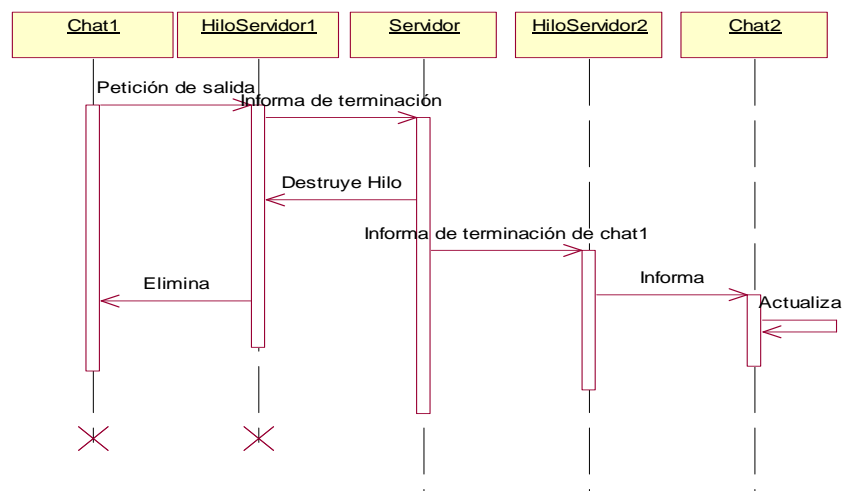 Chat1
HiloServidor1
Servidor
HiloServidor2
Chat2
Petición de salida
Informa de terminación
Destruye Hilo
Informa de terminación de chat1
Informa
Elimina
Actualiza